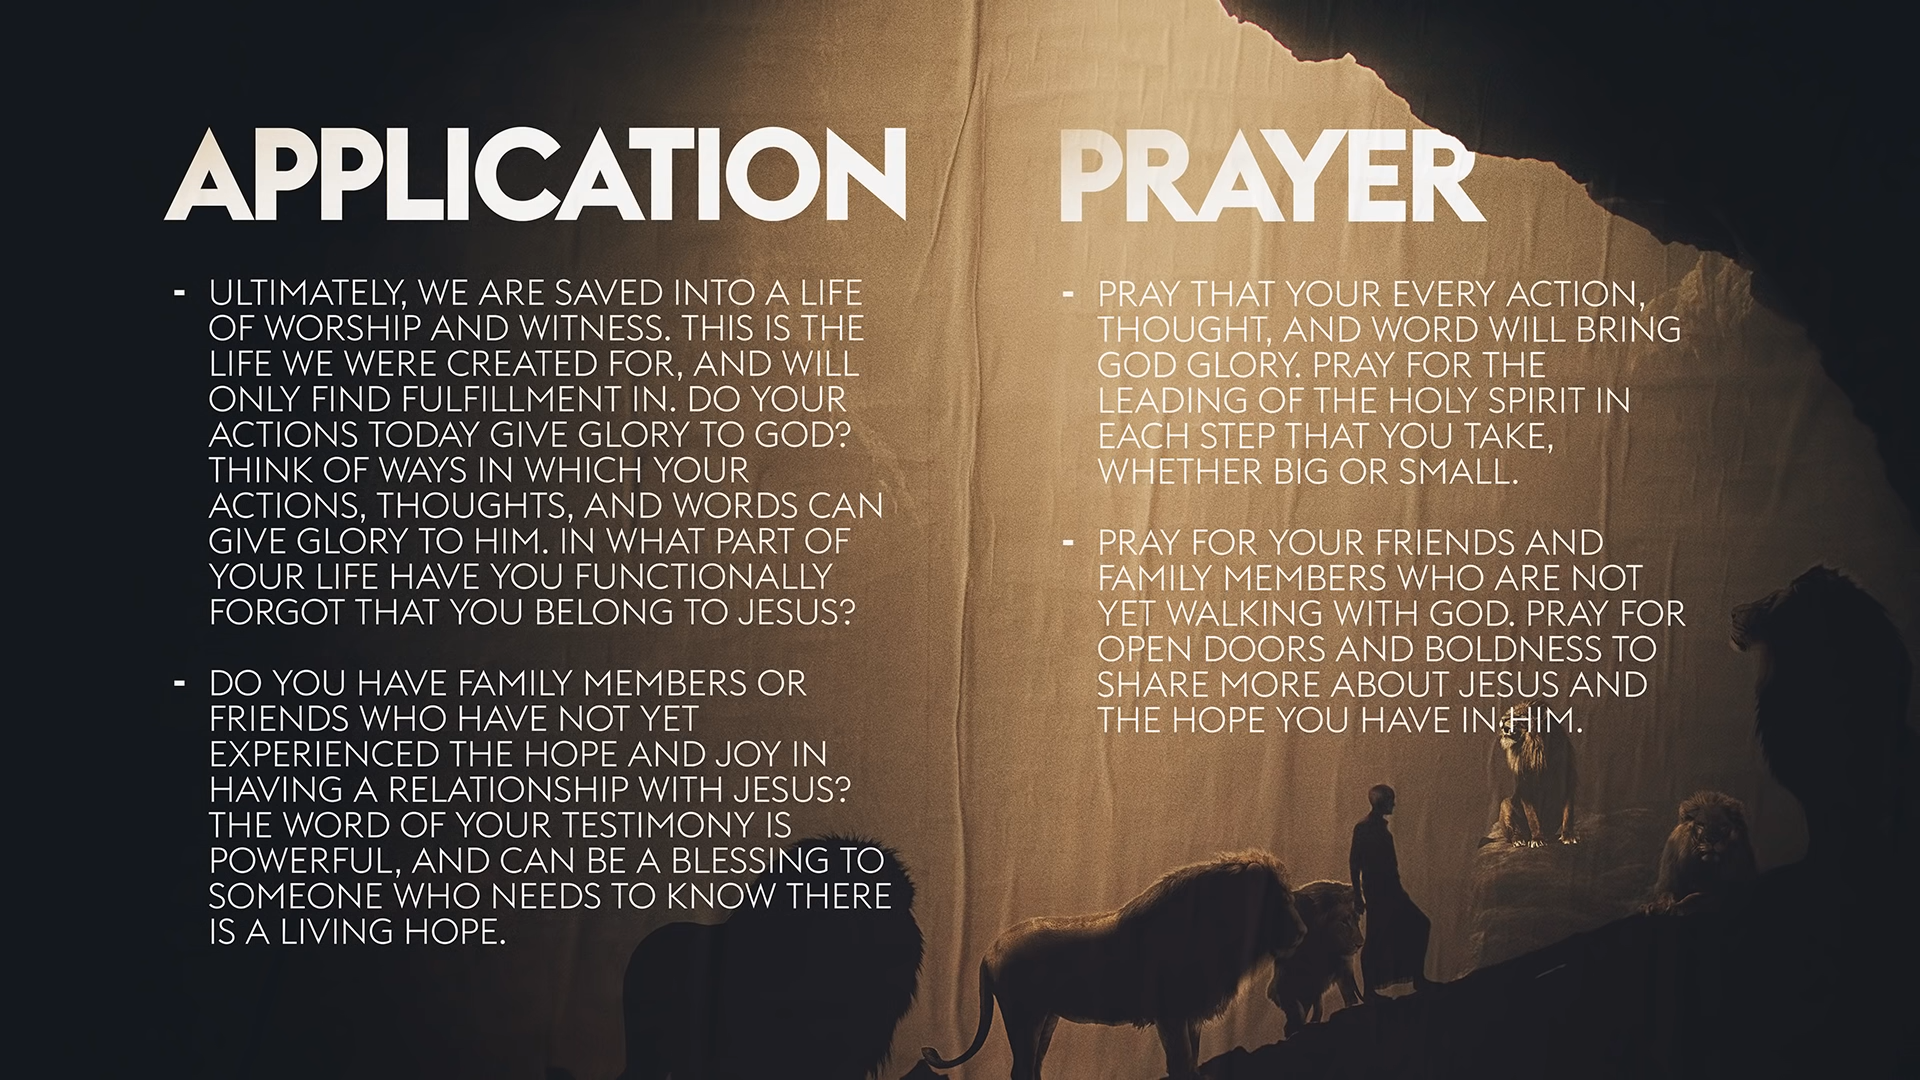 APPLICATION
- ULTIMATELY, WE ARE SAVED INTO A LIFE
OF WORSHIP AND WITNESS. THIS IS THE
LIFE WE WERE CREATED FOR, AND WILL
ONLY FIND FULFILLMENT IN. DO YOUR
ACTIONS TODAY GIVE GLORY TO GOD?
THINK OF WAYS IN WHICH YOUR
ACTIONS, THOUGHTS, AND WORDS CAN
GIVE GLORY TO HIM. IN WHAT PART OF
YOUR LIFE HAVE YOU FUNCTIONALLY
FORGOT THAT YOU BELONG TO JESUS?
- DO YOU HAVE FAMILY MEMBERS OR
FRIENDS WHO HAVE NOT YET
EXPERIENCED THE HOPE AND JOY IN
HAVING A RELATIONSHIP WITH JESUS?
THE WORD OF YOUR TESTIMONY IS
POWERFUL, AND CAN BE A BLESSING TO
SOMEONE WHO NEEDS TO KNOW THERE
IS A LIVING HOPE.
PRAYER
- PRAY THAT YOUR EVERY ACTION,
THOUGHT, AND WORD WILL BRING
GOD GLORY. PRAY FOR THE
LEADING OF THE HOLY SPIRIT IN
EACH STEP THAT YOU TAKE,
WHETHER BIG OR SMALL.
- PRAY FOR YOUR FRIENDS AND
FAMILY MEMBERS WHO ARE NOT
YET WALKING WITH GOD. PRAY FOR
OPEN DOORS AND BOLDNESS TO
SHARE MORE ABOUT JESUS AND
THE HOPE YOU HAVE IN HIM.